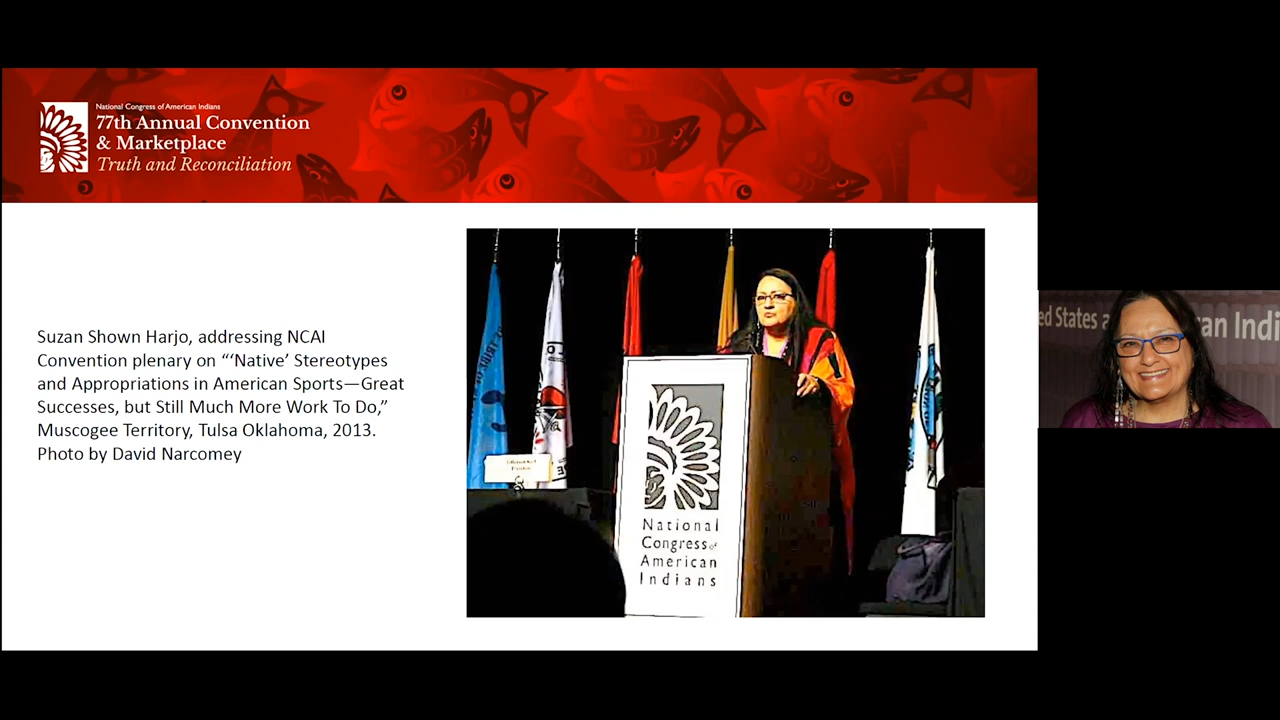 National Congress of American Indians
77th Annual Convention
& Marketplace
Truth and Reconciliation
Suzan Shown Harjo, addressing NCAI
Convention plenary on “‘Native’ Stereotypes
and Appropriations in American Sports—Great
Successes, but Still Much More Work To Do,”
Muscogee Territory, Tulsa Oklahoma, 2013.
Photo by David Narcomey
National
Congress of
American
Indians
ed States a
an Indi